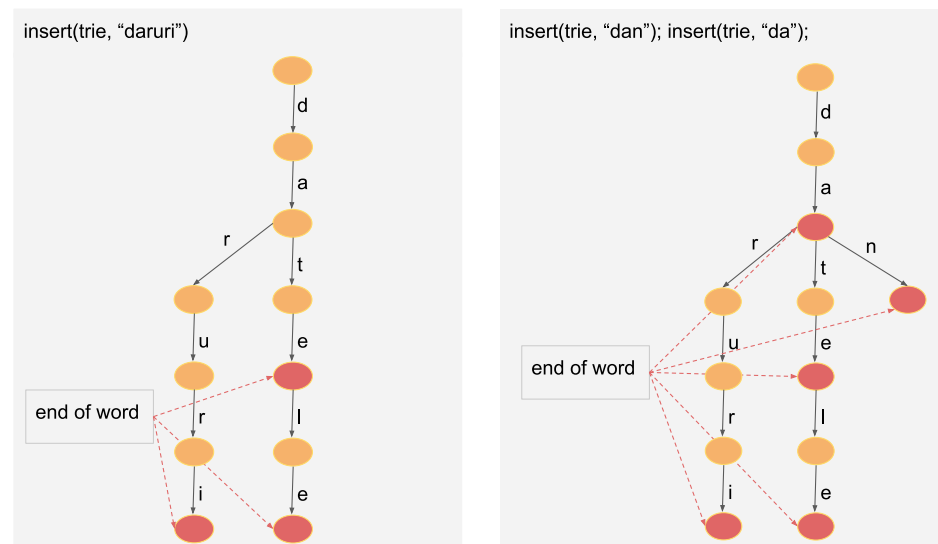 insert(trie, “daruri”)
d
a
r
t
u
e
end of word
r
l
i
e
insert(trie, “dan”); insert(trie, “da”);
d
a
r
n
t
u
e
end of word
r
l
i
e